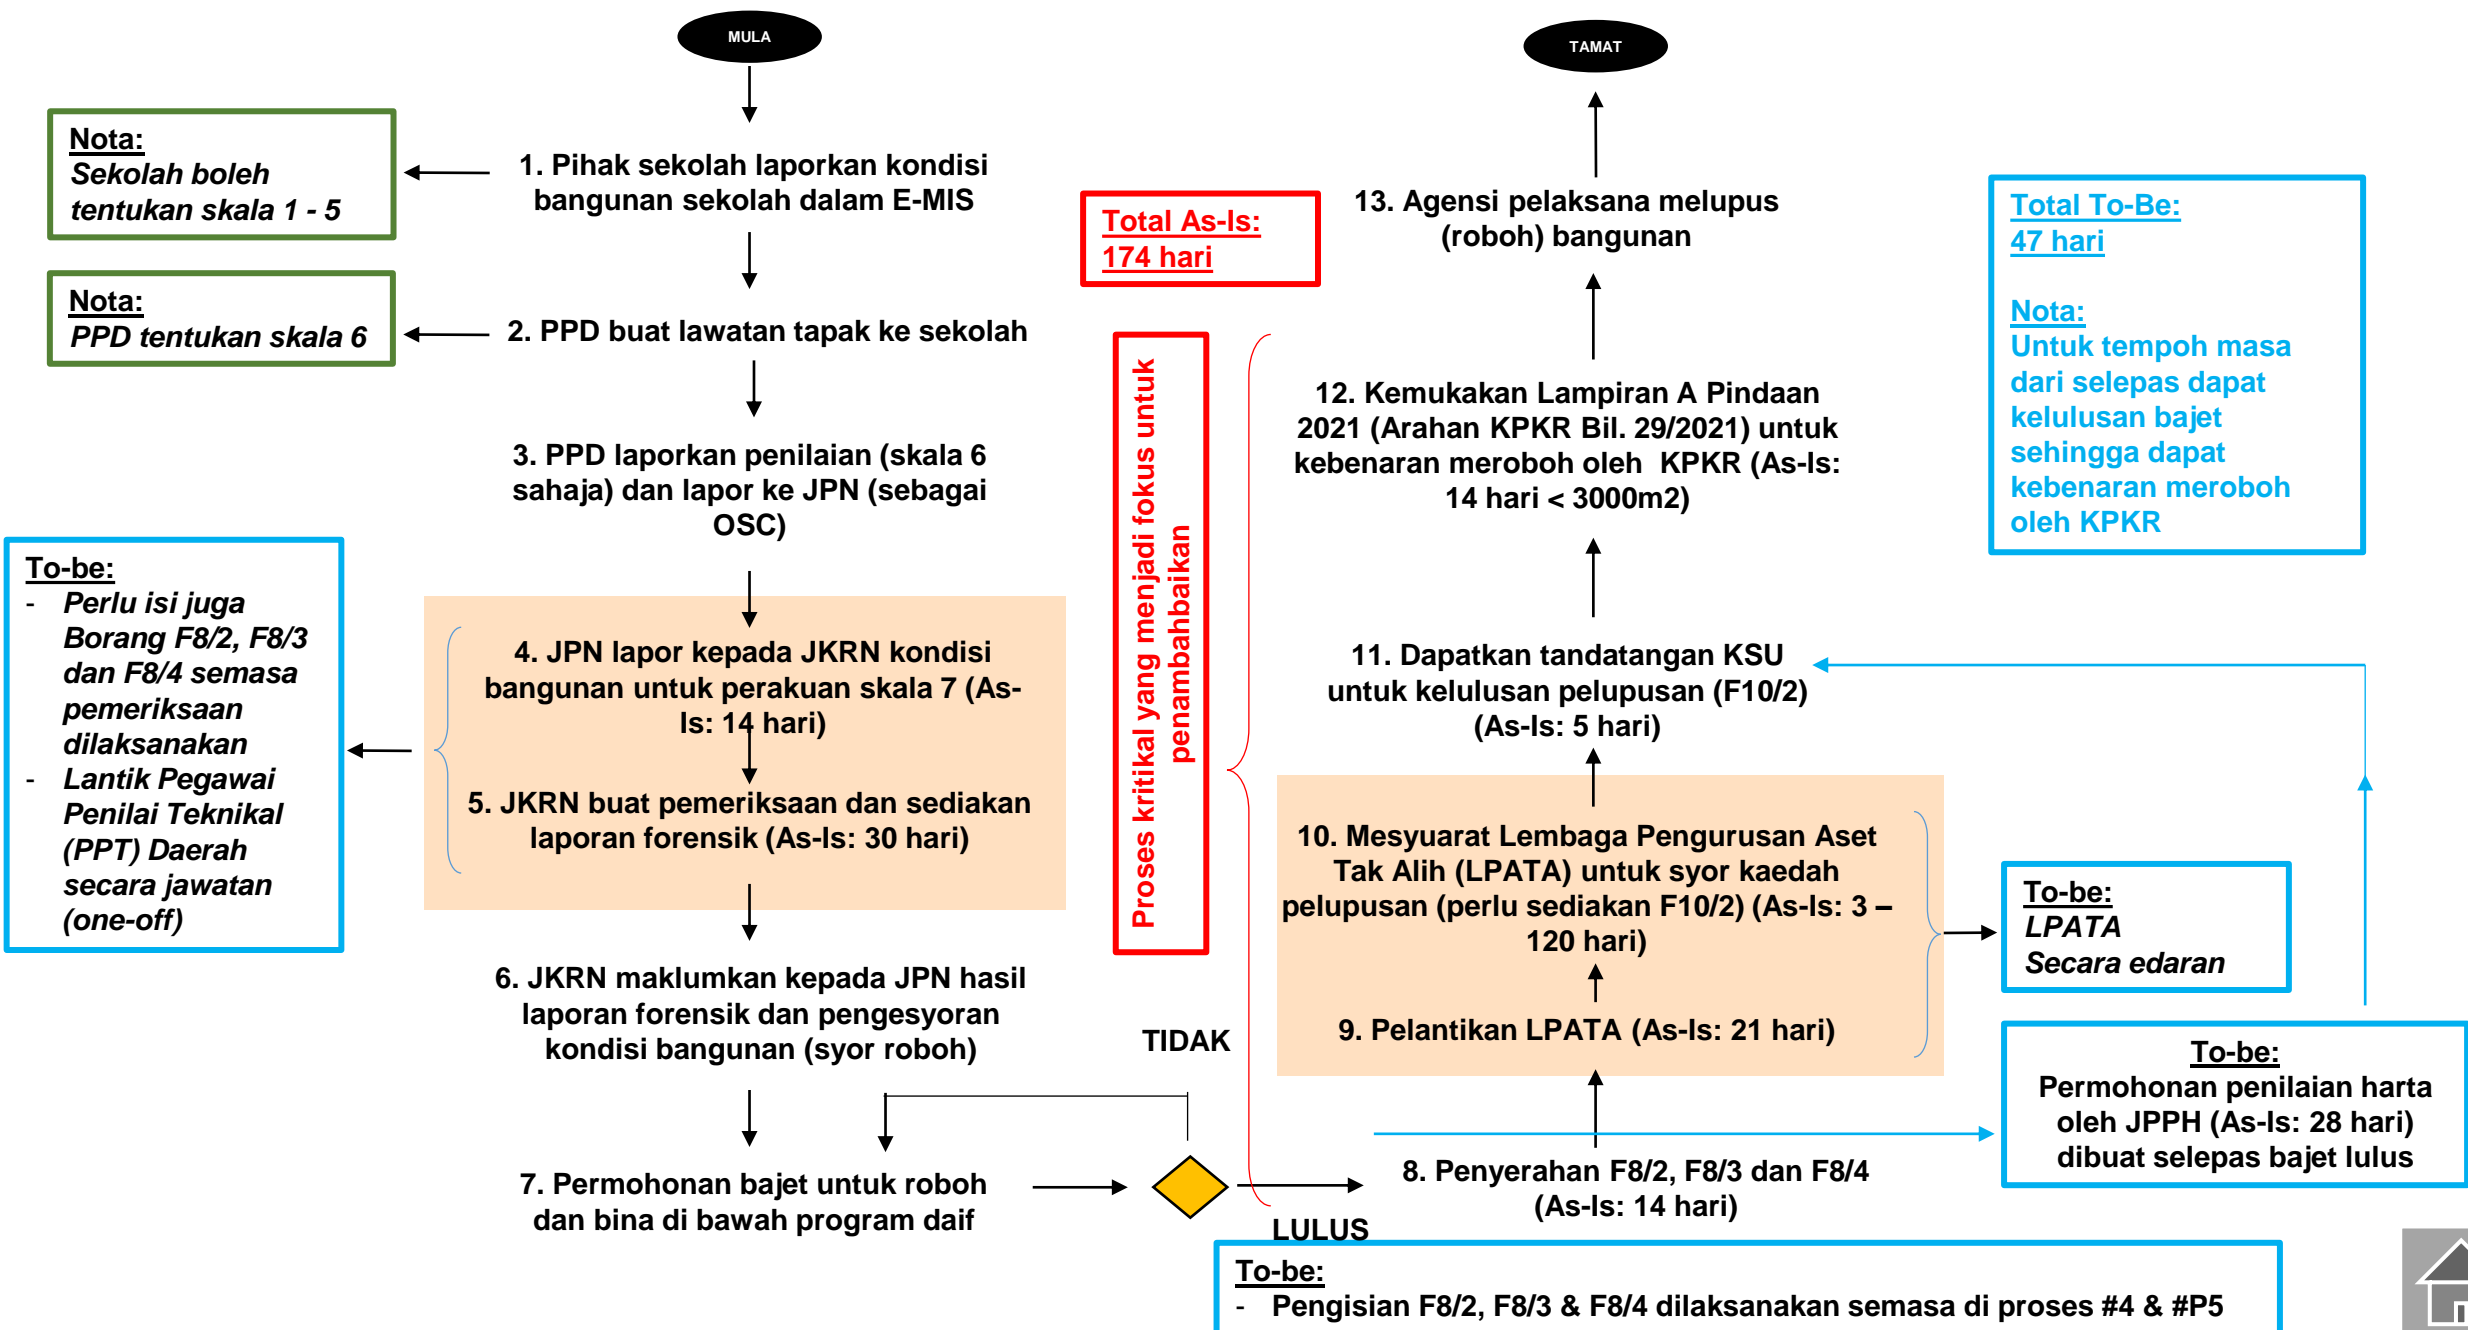 MULA
Nota:
Sekolah boleh
tentukan skala 1 - 5
1. Pihak sekolah laporkan kondisi
bangunan sekolah dalam E-MIS
Nota:
PPD tentukan skala 6
2. PPD buat lawatan tapak ke sekolah
3. PPD laporkan penilaian (skala 6
sahaja) dan lapor ke JPN (sebagai
OSC)
To-be:
- Perlu isi juga
Borang F8/2, F8/3
dan F8/4 semasa
pemeriksaan
dilaksanakan
- Lantik Pegawai
Penilai Teknikal
(PPT) Daerah
secara jawatan
(one-off)
4. JPN lapor kepada JKRN kondisi
bangunan untuk perakuan skala 7 (As-
Is: 14 hari)
5. JKRN buat pemeriksaan dan sediakan
laporan forensik (As-Is: 30 hari)
6. JKRN maklumkan kepada JPN hasil
laporan forensik dan pengesyoran
kondisi bangunan (syor roboh)
7. Permohonan bajet untuk roboh
dan bina di bawah program daif
TIDAK
LULUS
Total As-Is:
174 hari
Proses kritikal yang menjadi fokus untuk
penambahbaikan
TAMAT
13. Agensi pelaksana melupus
(roboh) bangunan
12. Kemukakan Lampiran A Pindaan
2021 (Arahan KPKR Bil. 29/2021) untuk
kebenaran meroboh oleh KPKR (As-Is:
14 hari < 3000m2)
11. Dapatkan tandatangan KSU
untuk kelulusan pelupusan (F10/2)
(As-Is: 5 hari)
10. Mesyuarat Lembaga Pengurusan Aset
Tak Alih (LPATA) untuk syor kaedah
pelupusan (perlu sediakan F10/2) (As-Is: 3 –
120 hari)
9. Pelantikan LPATA (As-Is: 21 hari)
8. Penyerahan F8/2, F8/3 dan F8/4
(As-Is: 14 hari)
Total To-Be:
47 hari
Nota:
Untuk tempoh masa
dari selepas dapat
kelulusan bajet
sehingga dapat
kebenaran meroboh
oleh KPKR
To-be:
LPATA
Secara edaran
To-be:
Permohonan penilaian harta
oleh JPPH (As-Is: 28 hari)
dibuat selepas bajet lulus
To-be:
- Pengisian F8/2, F8/3 & F8/4 dilaksanakan semasa di proses #4 & #P5